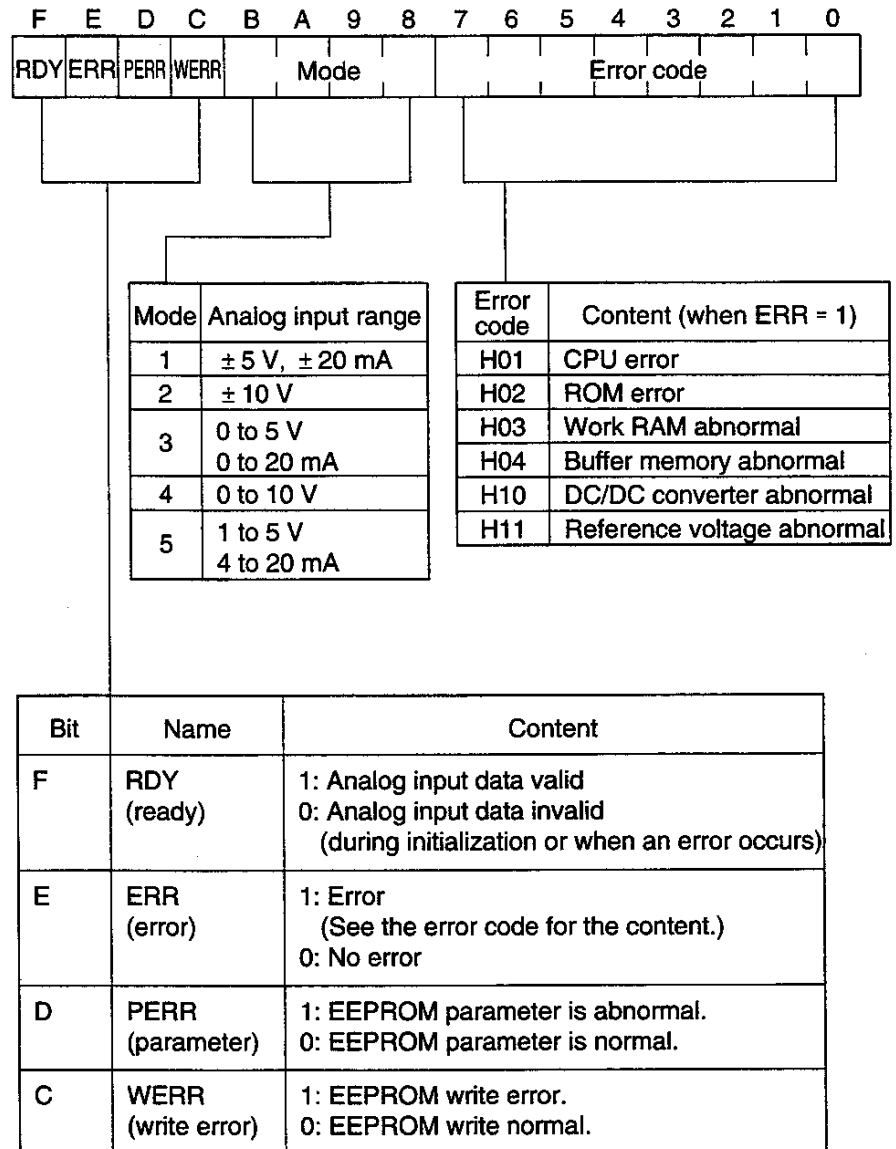 F E D C B A 9 8 7 6 5 4 3 2 1 0
RDY ERR PERR WERR Mode Error code
Mode Analog input range
1 ± 5 V, ± 20 mA
2 ± 10 V
3 0 to 5 V
0 to 20 mA
4 0 to 10 V
5 1 to 5 V
4 to 20 mA
Error
code
Content (when ERR = 1)
H01 CPU error
H02 ROM error
H03 Work RAM abnormal
H04 Buffer memory abnormal
H10 DC/DC converter abnormal
H11 Reference voltage abnormal
Bit Name Content
F RDY 1: Analog input data valid
(ready) 0: Analog input data invalid
(during initialization or when an error occurs)
E ERR 1: Error
(error) (See the error code for the content.)
0: No error
D PERR 1: EEPROM parameter is abnormal.
(parameter) 0: EEPROM parameter is normal.
C WERR 1: EEPROM write error.
(write error) 0: EEPROM write normal.